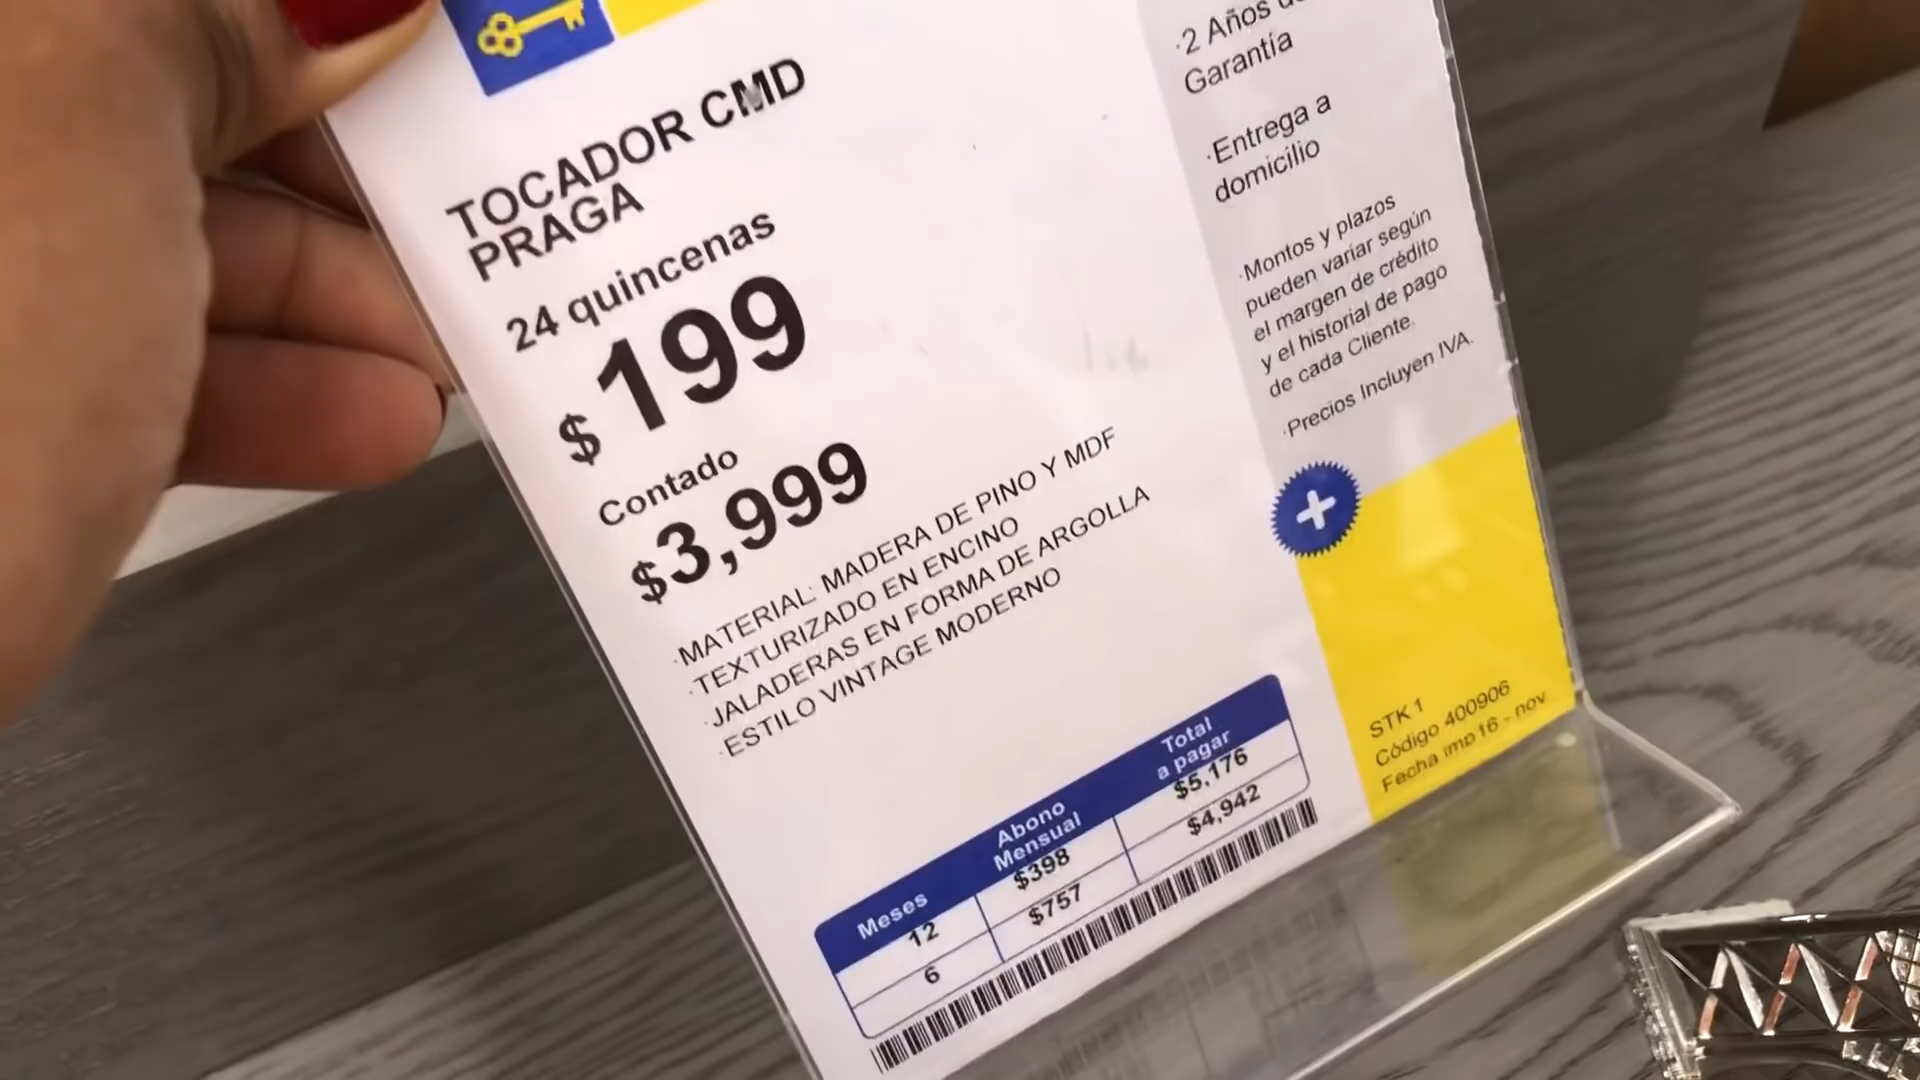 TOCADOR CMD
PRAGA
24 quincenas
$199
Contado
$3,999
·MATERIAL: MADERA DE PINO Y MDF
·TEXTURIZADO EN ENCINO
·JALADERAS EN FORMA DE ARGOLLA
·ESTILO VINTAGE MODERNO
Meses Abono Mensual Total a pagar
12 $398 $5,176
6 $757 $4,942
·2 Años
Garantía
·Entrega a
domicilio
·Montos y plazos
pueden variar según
el margen de crédito
y el historial de pago
de cada Cliente.
·Precios Incluyen IVA.
STK 1
Código 400906
Fecha imp 16 - nov